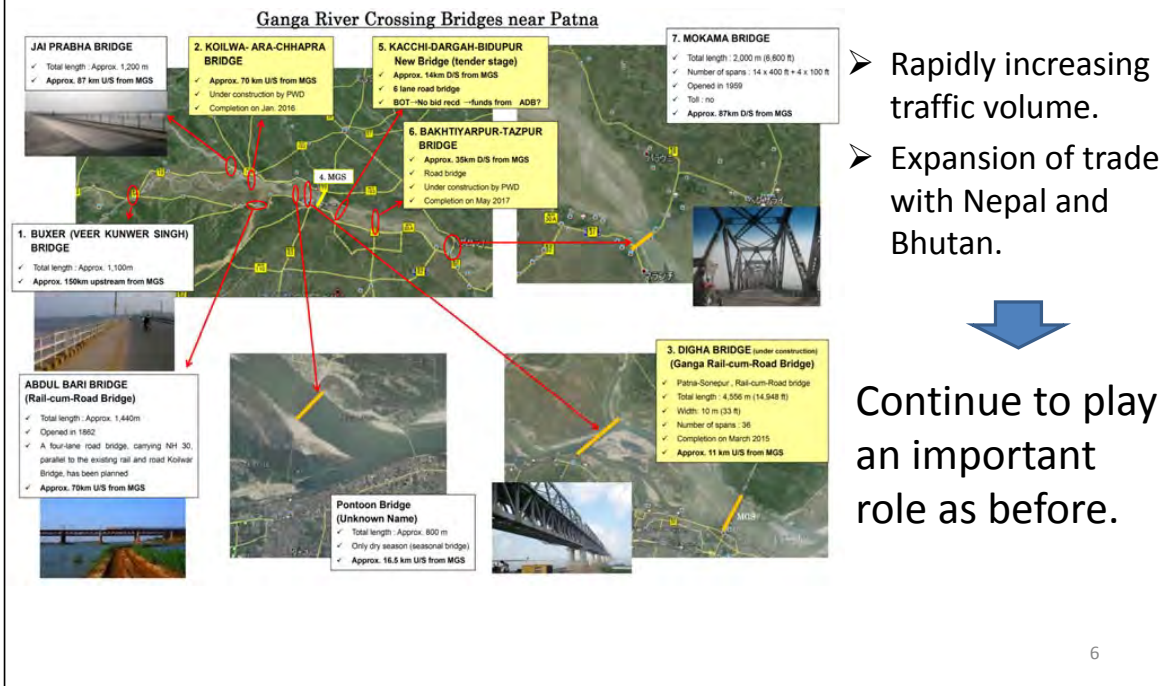 Ganga River Crossing Bridges near Patna
JAI PRABHA BRIDGE
✓ Total length : Approx. 1,200 m
✓ Approx. 87 km U/S from MGS
2. KOILWA- ARA-CHHAPRA
BRIDGE
✓ Approx. 70 km U/S from MGS
✓ Under construction by PWD
✓ Completion on Jan. 2016
5. KACCHI-DARGAH-BIDUPUR
New Bridge (tender stage)
✓ Approx. 14km D/S from MGS
✓ 6 lane road bridge
✓ BOT→No bid recd →funds from ADB?
6. BAKHTIYARPUR-TAZPUR
BRIDGE
✓ Approx. 35km D/S from MGS
✓ Road bridge
✓ Under construction by PWD
✓ Completion on May 2017
7. MOKAMA BRIDGE
✓ Total length : 2,000 m (6,600 ft)
✓ Number of spans : 14 x 400 ft + 4 x 100 ft
✓ Opened in 1959
✓ Toll : no
✓ Approx. 87km D/S from MGS
4. MGS
1. BUXER (VEER KUNWER SINGH)
BRIDGE
✓ Total length : Approx. 1,100m
✓ Approx. 150km upstream from MGS
ABDUL BARI BRIDGE
(Rail-cum-Road Bridge)
✓ Total length : Approx. 1,440m
✓ Opened in 1862
✓ A four-lane road bridge, carrying NH 30,
parallel to the existing rail and road Koilwar
Bridge, has been planned
✓ Approx. 70km U/S from MGS
Pontoon Bridge
(Unknown Name)
✓ Total length : Approx. 800 m
✓ Only dry season (seasonal bridge)
✓ Approx. 16.5 km U/S from MGS
3. DIGHA BRIDGE (under construction)
(Ganga Rail-cum-Road Bridge)
✓ Patna-Sonepur , Rail-cum-Road bridge
✓ Total length : 4,556 m (14,948 ft)
✓ Width: 10 m (33 ft)
✓ Number of spans : 36
✓ Completion on March 2015
✓ Approx. 11 km U/S from MGS
MGS
➢ Rapidly increasing
traffic volume.
➢ Expansion of trade
with Nepal and
Bhutan.
Continue to play
an important
role as before.
6